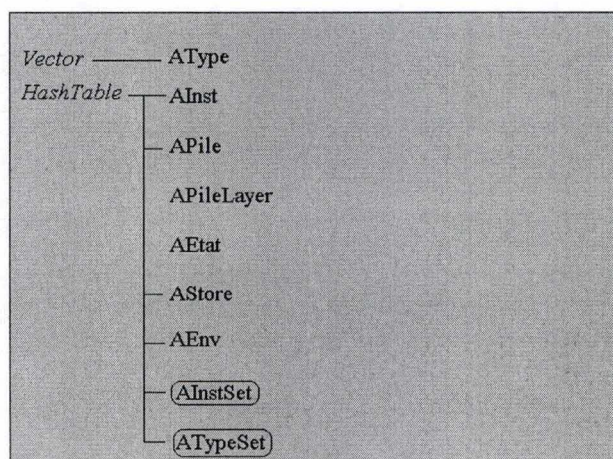 Vector AType
HashTable AInst
APile
APileLayer
AEtat
AStore
AEnv
AInstSet
ATypeSet